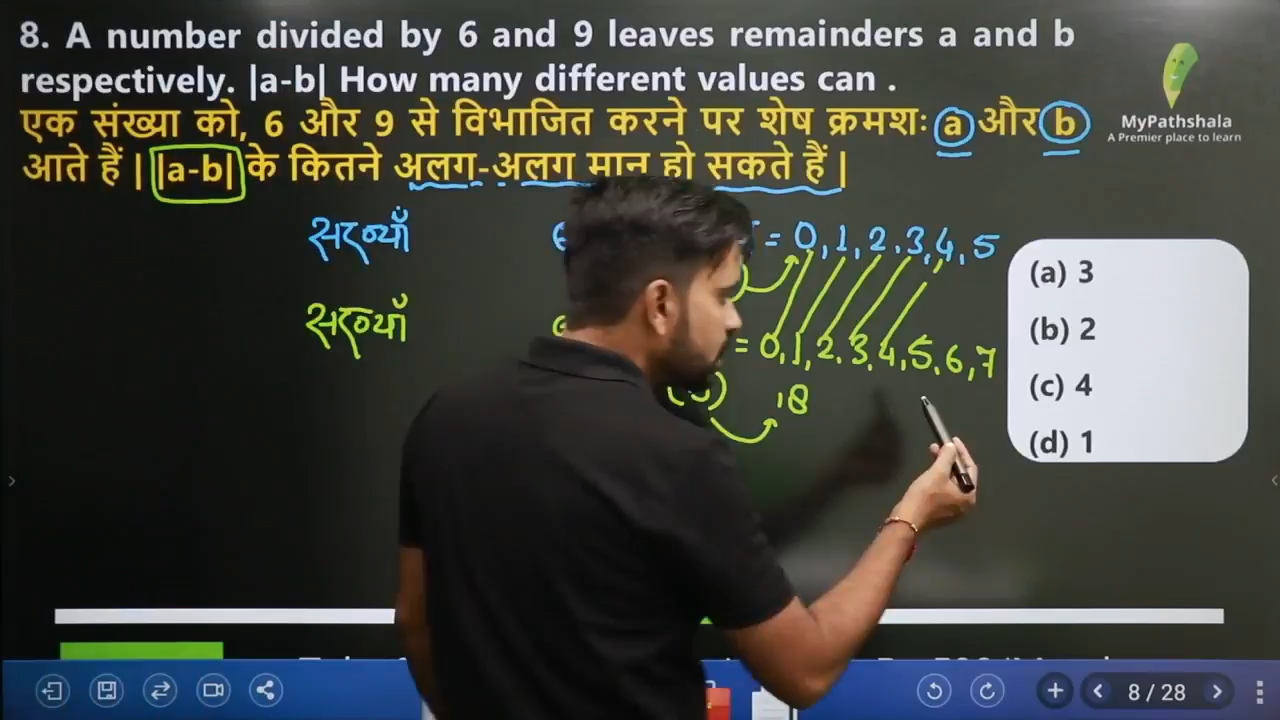 8. A number divided by 6 and 9 leaves remainders a and b
respectively. |a-b| How many different values can .
एक संख्या को, 6 और 9 से विभाजित करने पर शेष क्रमशः a और b
आते हैं | |a-b| के कितने अलग-अलग मान हो सकते हैं |
MyPathshala
A Premier place to learn
= 0,1,2,3,4,5
= 0,1,2,3,4,5,6,7
,8
(a) 3
(b) 2
(c) 4
(d) 1
8 / 28